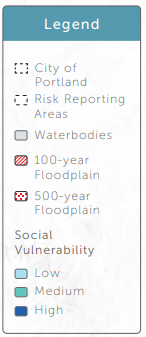 Legend
City of
Portland
Risk Reporting
Areas
Waterbodies
100-year
Floodplain
500-year
Floodplain
Social
Vulnerability
Low
Medium
High